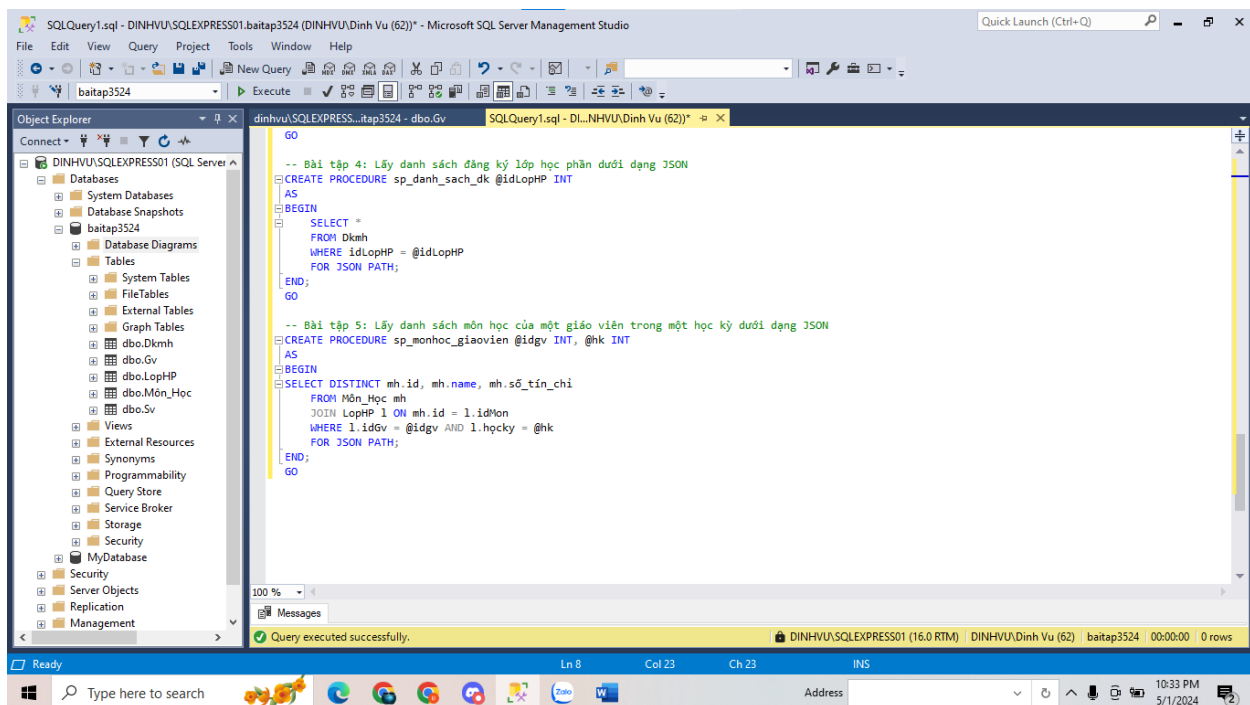 SQLQuery1.sql - DINHVU\SQLEXPRESS01.baitap3524 (DINHVU\Dinh Vu (62))* - Microsoft SQL Server Management Studio
Quick Launch (Ctrl+Q)
File Edit View Query Project Tools Window Help
New Query
baitap3524
Execute
Object Explorer
dinhvu\SQLEXPRESS...itap3524 - dbo.Gv
SQLQuery1.sql - DI...NHVU\Dinh Vu (62))*
Connect
DINHVU\SQLEXPRESS01 (SQL Server
Databases
System Databases
Database Snapshots
baitap3524
Database Diagrams
Tables
System Tables
FileTables
External Tables
Graph Tables
dbo.Dkmh
dbo.Gv
dbo.LopHP
dbo.Môn_Học
dbo.Sv
Views
External Resources
Synonyms
Programmability
Query Store
Service Broker
Storage
Security
MyDatabase
Security
Server Objects
Replication
Management
GO
-- Bài tập 4: Lấy danh sách đăng ký lớp học phần dưới dạng JSON
CREATE PROCEDURE sp_danh_sach_dk @idLopHP INT
AS
BEGIN
SELECT *
FROM Dkmh
WHERE idLopHP = @idLopHP
FOR JSON PATH;
END;
GO
-- Bài tập 5: Lấy danh sách môn học của một giáo viên trong một học kỳ dưới dạng JSON
CREATE PROCEDURE sp_monhoc_giaovien @idgv INT, @hk INT
AS
BEGIN
SELECT DISTINCT mh.id, mh.name, mh.số_tín_chỉ
FROM Môn_Học mh
JOIN LopHP l ON mh.id = l.idMon
WHERE l.idGv = @idgv AND l.họcky = @hk
FOR JSON PATH;
END;
GO
100 %
Messages
Query executed successfully.
DINHVU\SQLEXPRESS01 (16.0 RTM) DINHVU\Dinh Vu (62) baitap3524 00:00:00 0 rows
Ready Ln 8 Col 23 Ch 23 INS
Type here to search
Zalo
W
Address
10:33 PM
5/1/2024
2